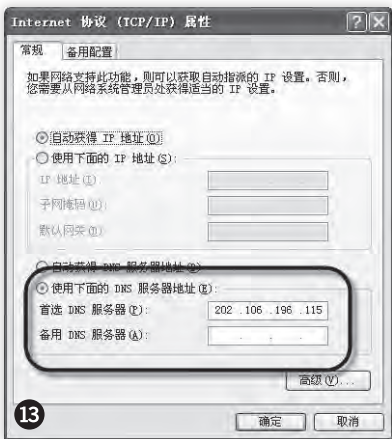 Internet 协议 (TCP/IP) 属性
常规 备用配置
如果网络支持此功能，则可以获取自动指派的 IP 设置。否则，
您需要从网络系统管理员处获得适当的 IP 设置。
自动获得 IP 地址(O)
使用下面的 IP 地址(S):
IP 地址(I):
子网掩码(U):
默认网关(D):
自动获得 DNS 服务器地址(B)
使用下面的 DNS 服务器地址(E):
首选 DNS 服务器(P): 202 .106 .196 .115
备用 DNS 服务器(A): . . .
高级(V)...
13
确定 取消